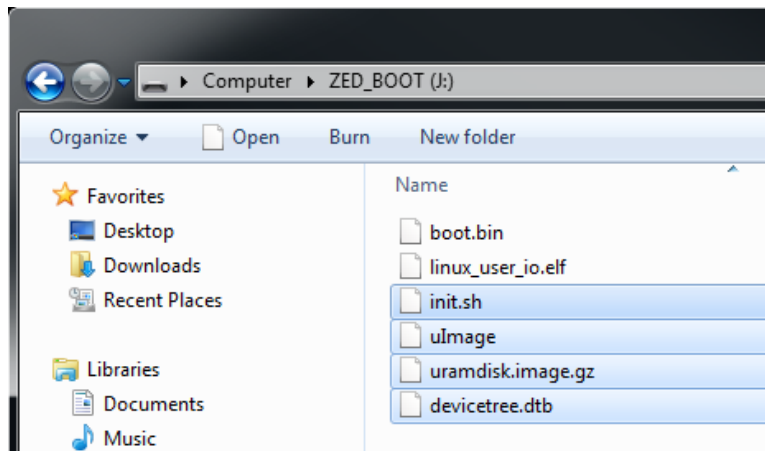 Computer ZED_BOOT (J:)
Organize Open Burn New folder
Favorites
Desktop
Downloads
Recent Places
Libraries
Documents
Music
Name
boot.bin
linux_user_io.elf
init.sh
uImage
uramdisk.image.gz
devicetree.dtb